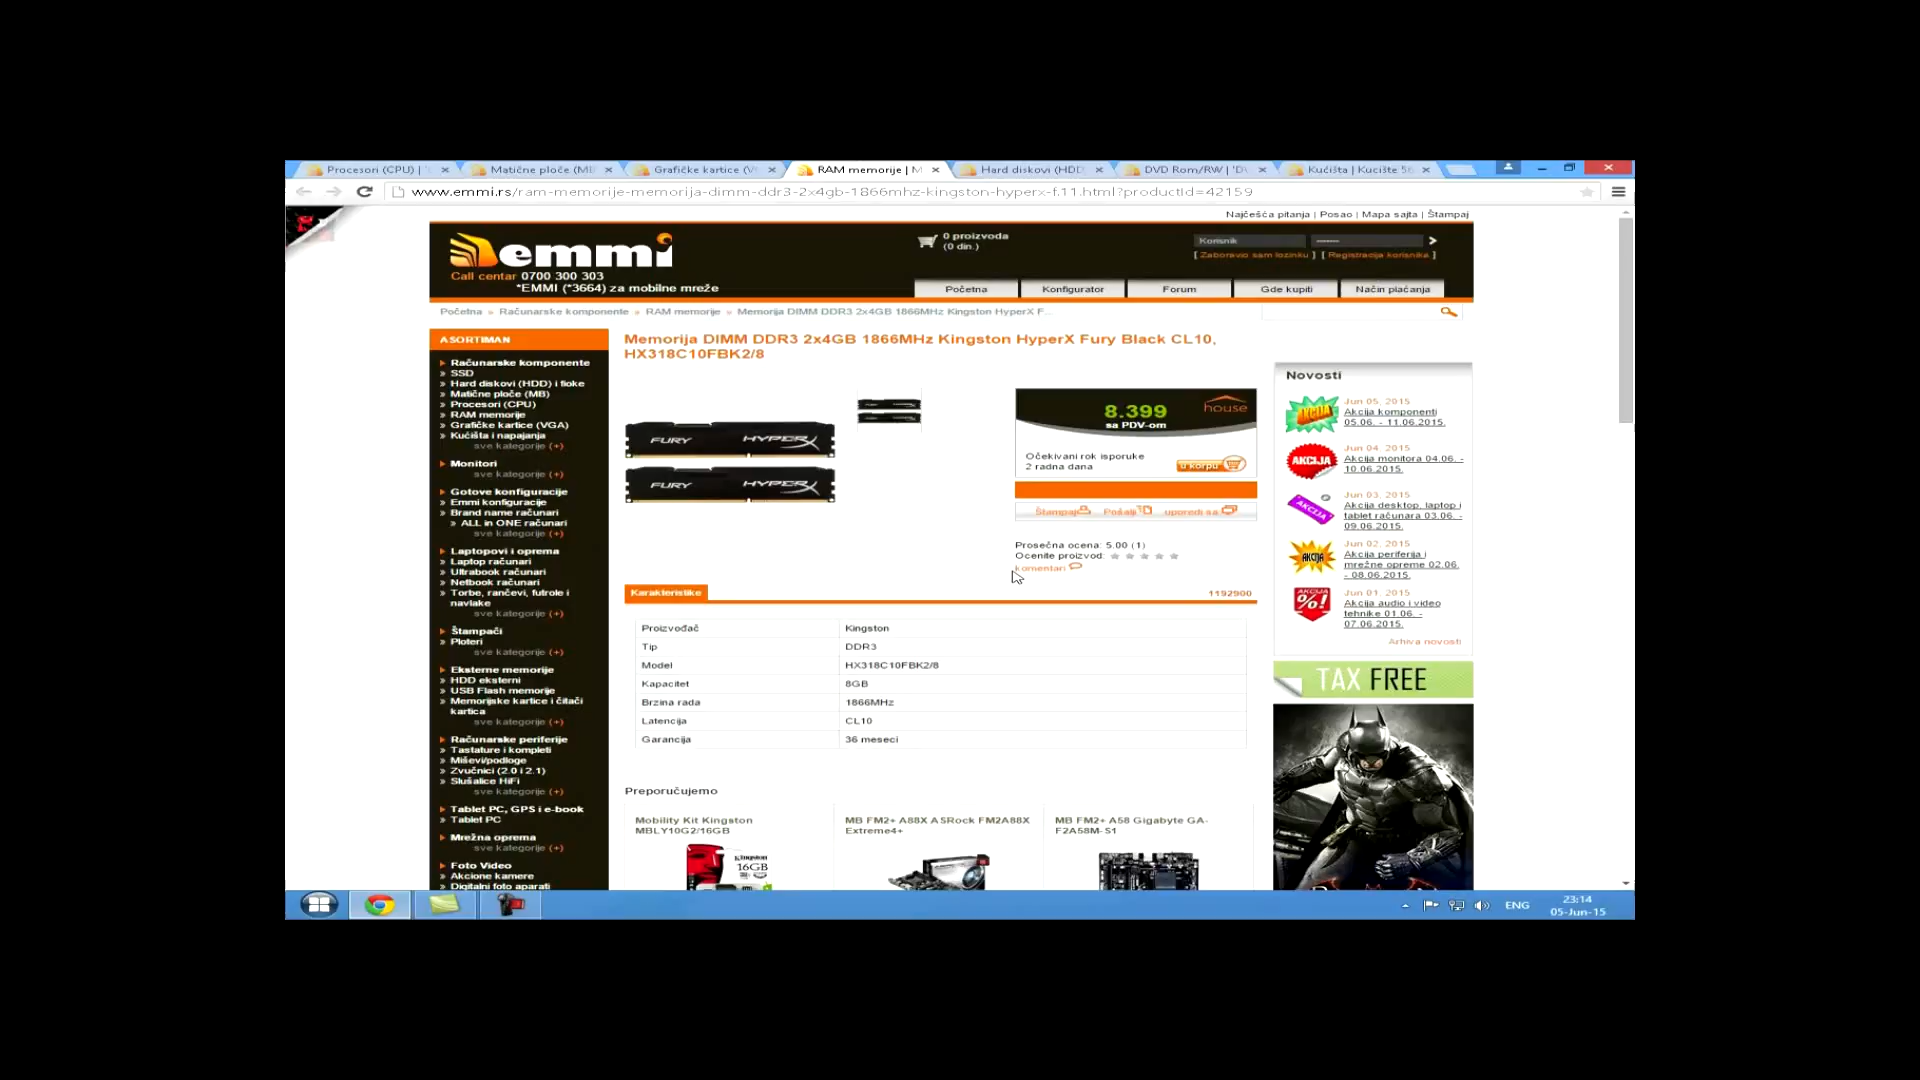 Procesori (CPU) |
Matične ploče (MB
Grafičke kartice (V
RAM memorije | M
Hard diskovi (HDD
DVD Rom/RW | 'D
Kućišta | Kucište
www.emmi.rs/ram-memorije-memorija-dimm-ddr3-2x4gb-1866mhz-kingston-hyperx-f.11.html?productId=42159
Najčešća pitanja | Posao | Mapa sajta | Štampaj
emmi
Call centar 0700 300 303
*EMMI (*3664) za mobilne mreže
0 proizvoda
(0 din.)
Korisnik
[ Zaboravio sam lozinku ] [ Registracija korisnika ]
Početna
Konfigurator
Forum
Gde kupiti
Način plaćanja
Početna » Računarske komponente » RAM memorije » Memorija DIMM DDR3 2x4GB 1866MHz Kingston HyperX F...
ASORTIMAN
Računarske komponente
» SSD
» Hard diskovi (HDD) i fioke
» Matične ploče (MB)
» Procesori (CPU)
» RAM memorije
» Grafičke kartice (VGA)
» Kućišta i napajanja
sve kategorije (+)
Monitori
sve kategorije (+)
Gotove konfiguracije
» Emmi konfiguracije
» Brand name računari
» ALL in ONE računari
sve kategorije (+)
Laptopovi i oprema
» Laptop računari
» Ultrabook računari
» Netbook računari
» Torbe, rančevi, futrole i
navlake
sve kategorije (+)
Štampači
» Ploteri
sve kategorije (+)
Eksterne memorije
» HDD eksterni
» USB Flash memorije
» Memorijske kartice i čitači
kartica
sve kategorije (+)
Računarske periferije
» Tastature i kompleti
» Miševi/podloge
» Zvučnici (2.0 i 2.1)
» Slušalice HiFi
sve kategorije (+)
Tablet PC, GPS i e-book
» Tablet PC
Mrežna oprema
sve kategorije (+)
Foto Video
» Akcione kamere
» Digitalni foto aparati
Memorija DIMM DDR3 2x4GB 1866MHz Kingston HyperX Fury Black CL10,
HX318C10FBK2/8
FURY HYPERX
FURY HYPERX
8.399
sa PDV-om
house
Očekivani rok isporuke
2 radna dana
u korpu
Štampaj
Pošalji
uporedi sa
Prosečna ocena: 5.00 (1)
Ocenite proizvod:
komentari
Karakteristike
1192900
Proizvođač Kingston
Tip DDR3
Model HX318C10FBK2/8
Kapacitet 8GB
Brzina rada 1866MHz
Latencija CL10
Garancija 36 meseci
Preporučujemo
Mobility Kit Kingston
MBLY10G2/16GB
Kingston
16GB
MB FM2+ A88X ASRock FM2A88X
Extreme4+
MB FM2+ A58 Gigabyte GA-
F2A58M-S1
Novosti
AKCIJA
Jun 05, 2015
Akcija komponenti
05.06. - 11.06.2015.
AKCIJA
Jun 04, 2015
Akcija monitora 04.06. -
10.06.2015.
AKCIJA
Jun 03, 2015
Akcija desktop, laptop i
tablet računara 03.06. -
09.06.2015.
AKCIJA
Jun 02, 2015
Akcija periferija i
mrežne opreme 02.06.
- 08.06.2015.
AKCIJA
%!
Jun 01, 2015
Akcija audio i video
tehnike 01.06. -
07.06.2015.
Arhiva novosti
TAX FREE
ENG
23:14
05-Jun-15